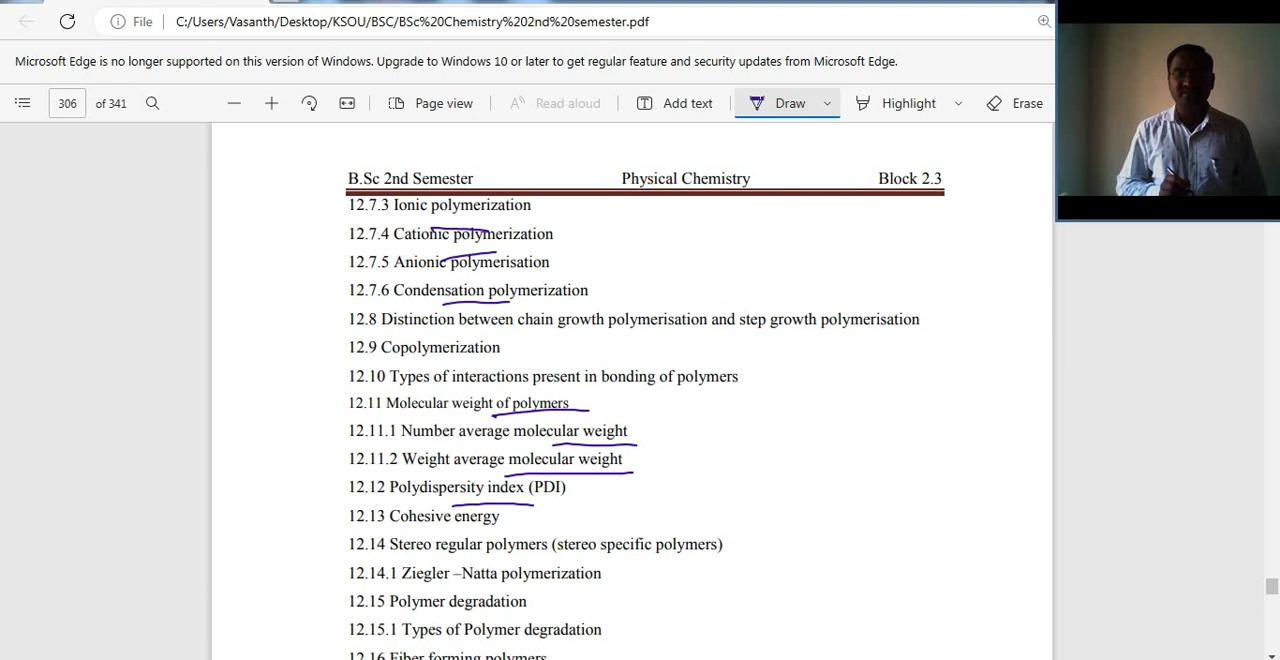 File C:/Users/Vasanth/Desktop/KSOU/BSC/BSc%20Chemistry%202nd%20semester.pdf
Microsoft Edge is no longer supported on this version of Windows. Upgrade to Windows 10 or later to get regular feature and security updates from Microsoft Edge.
306 of 341 Page view Read aloud Add text Draw Highlight Erase
B.Sc 2nd Semester Physical Chemistry Block 2.3
12.7.3 Ionic polymerization
12.7.4 Cationic polymerization
12.7.5 Anionic polymerisation
12.7.6 Condensation polymerization
12.8 Distinction between chain growth polymerisation and step growth polymerisation
12.9 Copolymerization
12.10 Types of interactions present in bonding of polymers
12.11 Molecular weight of polymers
12.11.1 Number average molecular weight
12.11.2 Weight average molecular weight
12.12 Polydispersity index (PDI)
12.13 Cohesive energy
12.14 Stereo regular polymers (stereo specific polymers)
12.14.1 Ziegler –Natta polymerization
12.15 Polymer degradation
12.15.1 Types of Polymer degradation
12.16 Fiber forming polymers